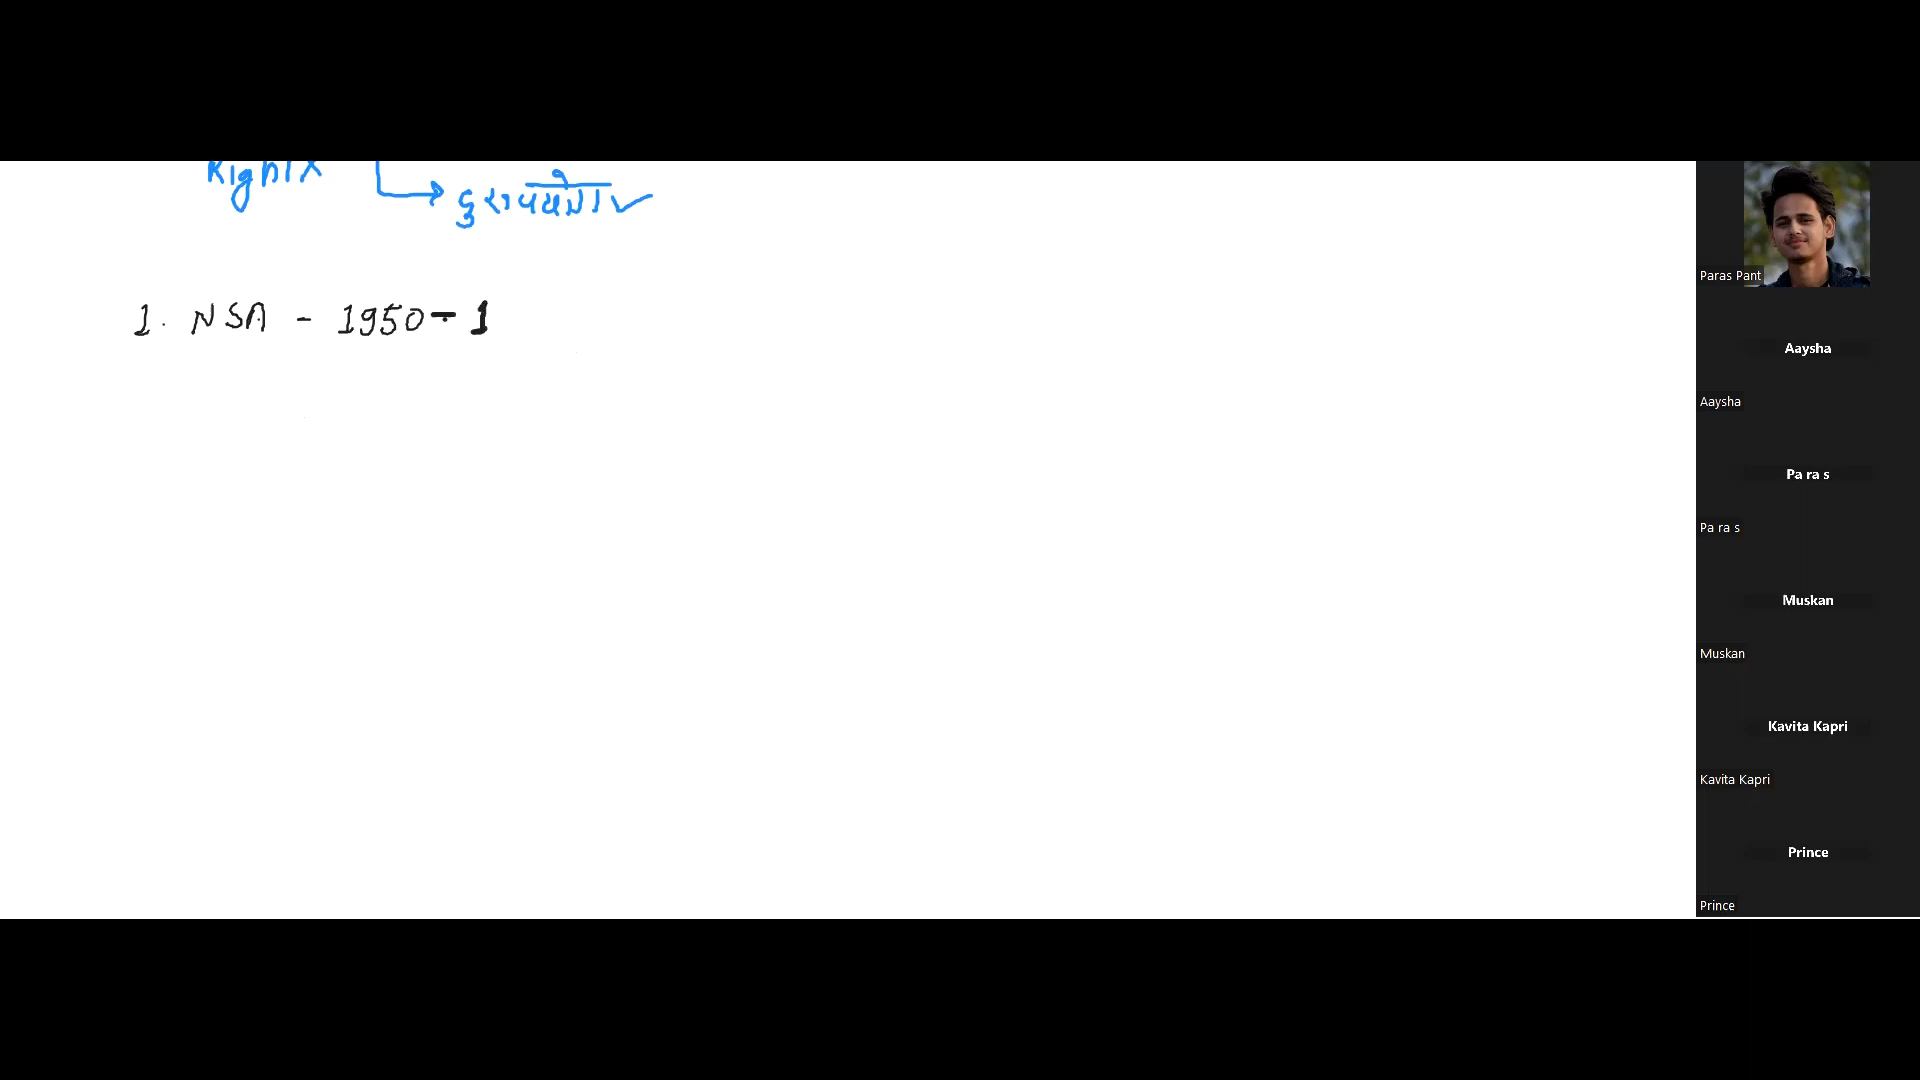 Right X
1. NSA - 1950 - 1
Paras Pant
Aaysha
Aaysha
Pa ra s
Pa ra s
Muskan
Muskan
Kavita Kapri
Kavita Kapri
Prince
Prince